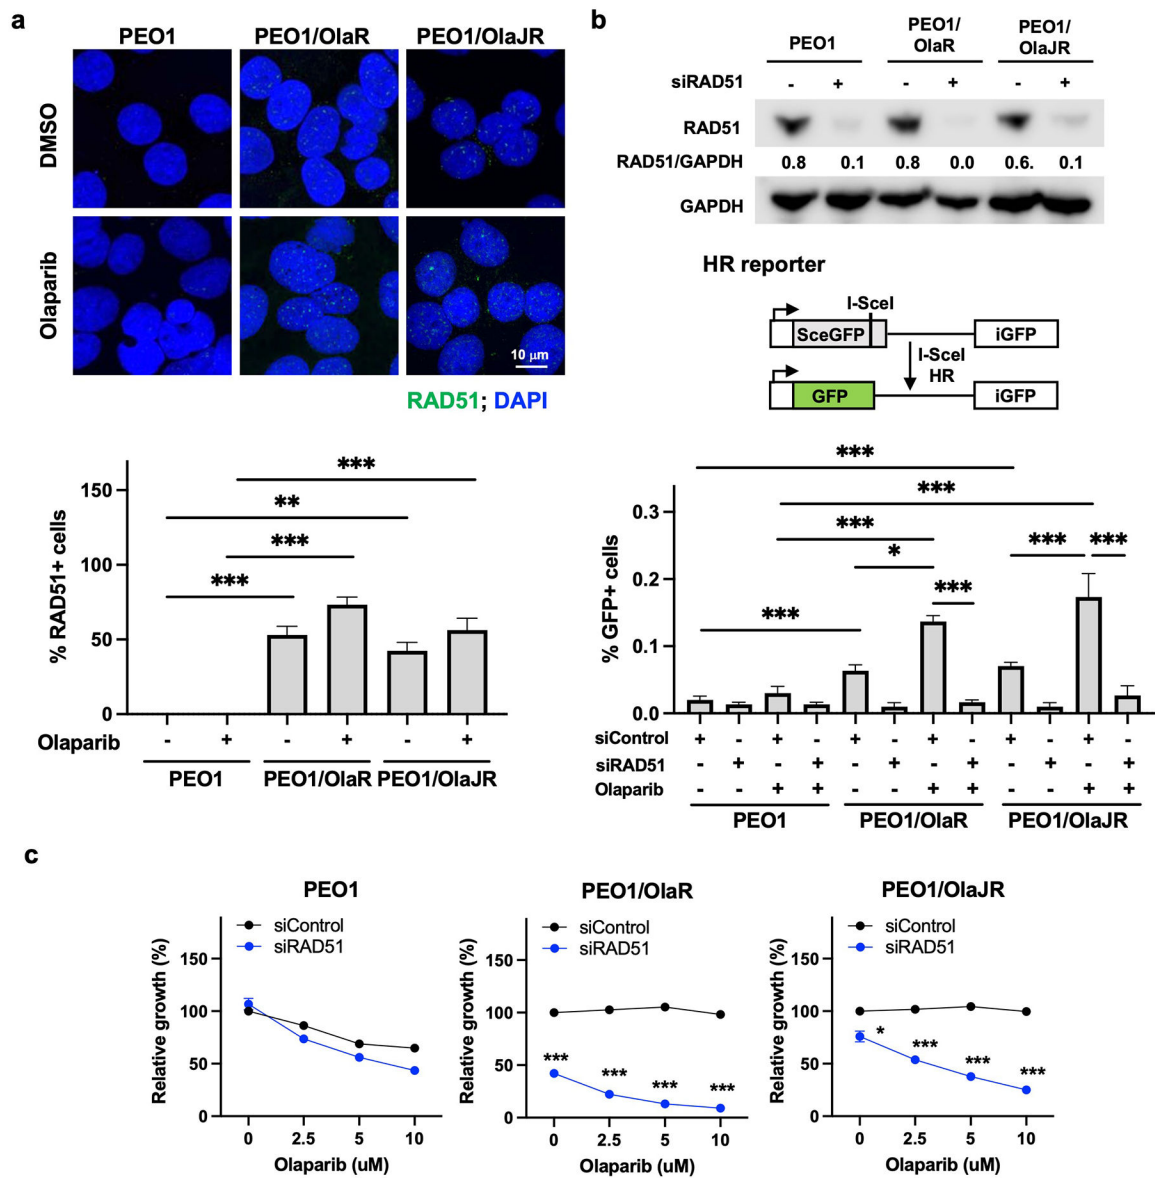 a
PEO1 PEO1/OlaR PEO1/OlaJR
DMSO
Olaparib
10 μm
RAD51; DAPI
% RAD51+ cells
150
100
50
0
***
**
***
***
Olaparib - + - + - +
PEO1 PEO1/OlaR PEO1/OlaJR
b
PEO1 PEO1/ OlaR PEO1/ OlaJR
siRAD51 - + - + - +
RAD51
RAD51/GAPDH 0.8 0.1 0.8 0.0 0.6. 0.1
GAPDH
HR reporter
I-SceI
SceGFP iGFP
I-SceI
HR
GFP iGFP
% GFP+ cells
0.3
0.2
0.1
0.0
***
***
***
* *** ***
***
***
siControl + - + - + - + - + - + -
siRAD51 - + - + - + - + - + - +
Olaparib - - + + - - + + - - + +
PEO1 PEO1/OlaR PEO1/OlaJR
c
PEO1
siControl
siRAD51
Relative growth (%)
150
100
50
0
0 2.5 5 10
Olaparib (uM)
PEO1/OlaR
siControl
siRAD51
Relative growth (%)
150
100
50
0
*** *** *** ***
0 2.5 5 10
Olaparib (uM)
PEO1/OlaJR
siControl
siRAD51
Relative growth (%)
150
100
50
0
* *** *** ***
0 2.5 5 10
Olaparib (uM)